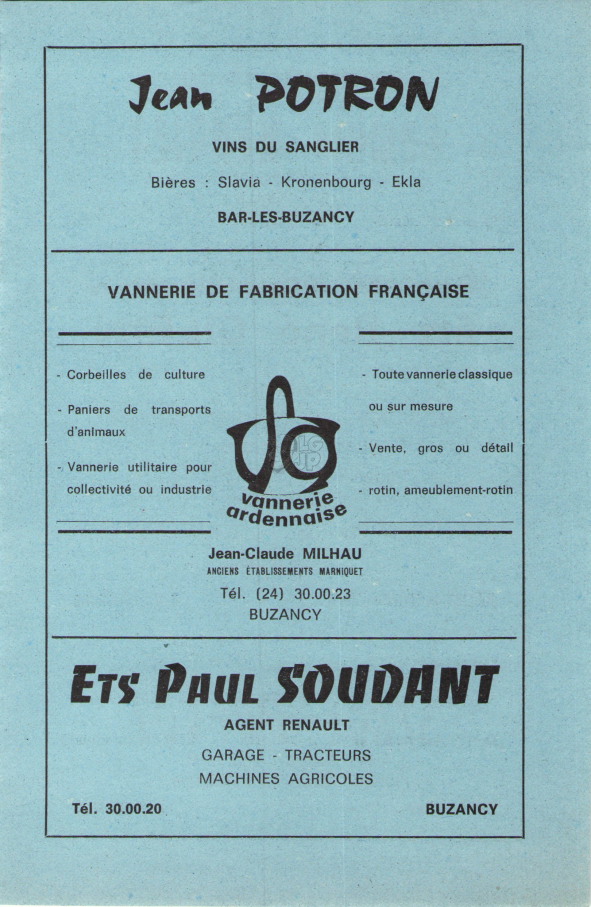 Jean POTRON
VINS DU SANGLIER
Bières : Slavia - Kronenbourg - Ekla
BAR-LES-BUZANCY
VANNERIE DE FABRICATION FRANÇAISE
- Corbeilles de culture
- Paniers de transports
d'animaux
- Vannerie utilitaire pour
collectivité ou industrie
- Toute vannerie classique
ou sur mesure
- Vente, gros ou détail
- rotin, ameublement-rotin
vannerie
ardennaise
Jean-Claude MILHAU
ANCIENS ÉTABLISSEMENTS MARNIQUET
Tél. (24) 30.00.23
BUZANCY
ETS PAUL SOUDANT
AGENT RENAULT
GARAGE - TRACTEURS
MACHINES AGRICOLES
Tél. 30.00.20
BUZANCY